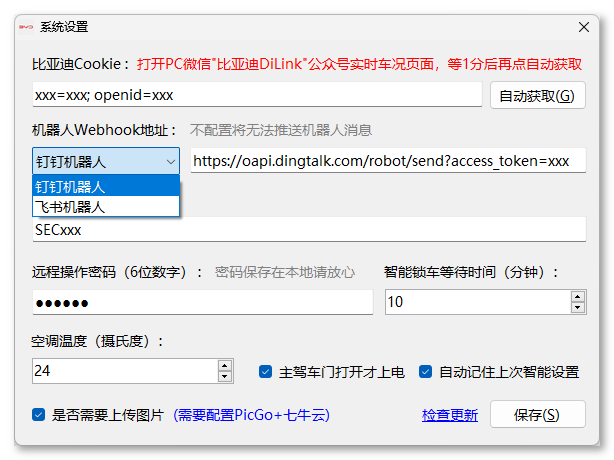 BYD 系统设置
比亚迪Cookie： 打开PC微信"比亚迪DiLink"公众号实时车况页面，等1分后再点自动获取
xxx=xxx; openid=xxx 自动获取(G)
机器人Webhook地址： 不配置将无法推送机器人消息
钉钉机器人 https://oapi.dingtalk.com/robot/send?access_token=xxx
钉钉机器人
飞书机器人
SECxxx
远程操作密码（6位数字）： 密码保存在本地请放心 智能锁车等待时间（分钟）：
●●●●●● 10
空调温度（摄氏度）：
24 主驾车门打开才上电 自动记住上次智能设置
是否需要上传图片 （需要配置PicGo+七牛云） 检查更新 保存(S)